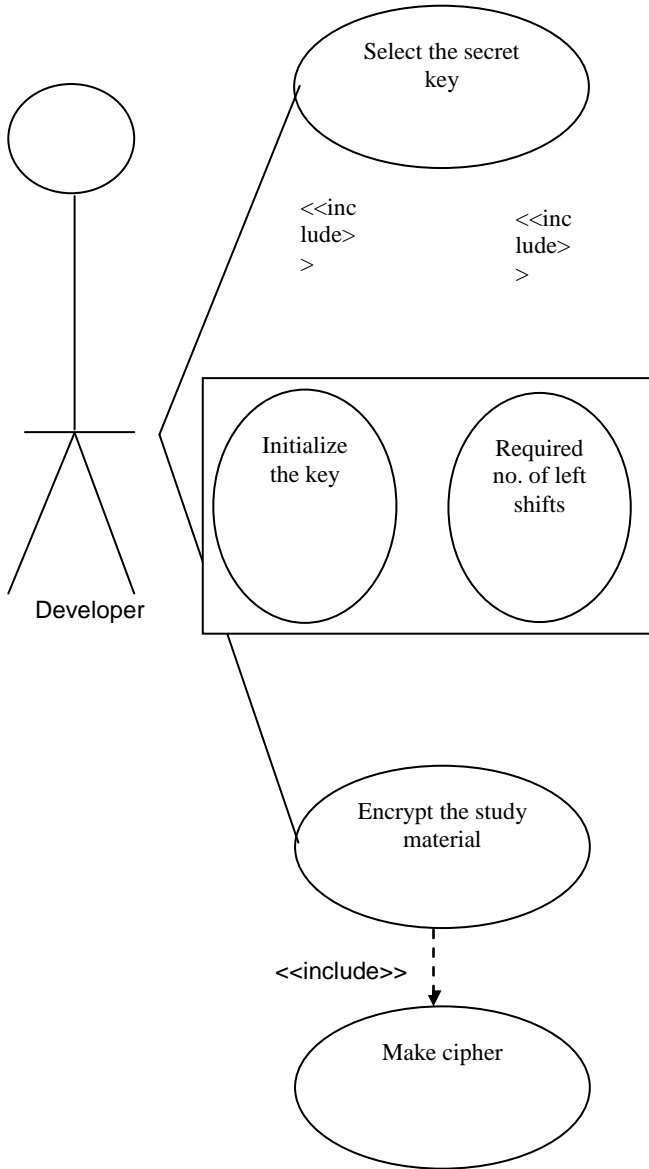 Select the secret
key
<<inc
lude>
>
<<inc
lude>
>
Initialize
the key
Required
no. of left
shifts
Developer
Encrypt the study
material
<<include>>
Make cipher